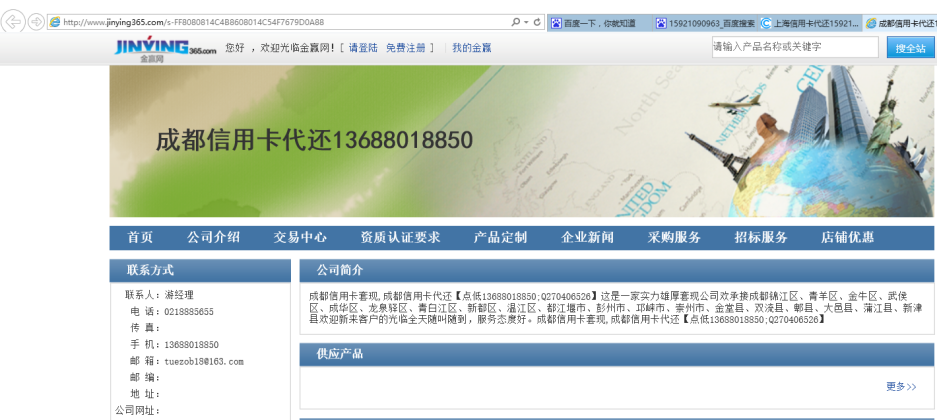 http://www.jinying365.com/s-FF8080814C4B8608014C54F7679D0A88
百度一下，你就知道
15921090963_百度搜索
上海信用卡代还15921...
成都信用卡代还1
JINYING365.com
金赢网
您好 ，欢迎光临金赢网! [ 请登陆 免费注册 ] | 我的金赢
请输入产品名称或关键字
搜全站
成都信用卡代还13688018850
North Sea
NETHERL
GER
UNITED
KINGDOM
首页 公司介绍 交易中心 资质认证要求 产品定制 企业新闻 采购服务 招标服务 店铺优惠
联系方式
联系人：游经理
电 话：0218885655
传 真：
手 机：13688018850
邮 箱：tuezob18@163.com
邮 编：
地 址：
公司网址：
公司简介
成都信用卡套现,成都信用卡代还【点低13688018850;Q270406526】这是一家实力雄厚套现公司欢承接成都锦江区、青羊区、金牛区、武侯
区、成华区、龙泉驿区、青白江区、新都区、温江区、都江堰市、彭州市、邛崃市、崇州市、金堂县、双流县、郫县、大邑县、蒲江县、新津
县欢迎新来客户的光临全天随叫随到，服务态度好。成都信用卡套现,成都信用卡代还【点低13688018850;Q270406526】
供应产品
更多>>